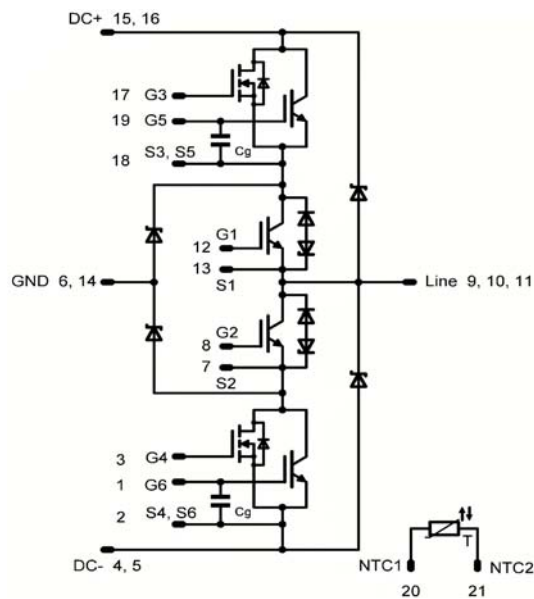 DC+ 15, 16
17 G3
19 G5
18 S3, S5 Cg
G1
12
13
S1
GND 6, 14
Line 9, 10, 11
G2
8
7
S2
3 G4
1 G6
2 S4, S6 Cg
DC- 4, 5
T
NTC1 NTC2
20 21